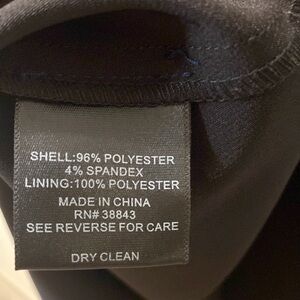 SHELL:96% POLYESTER
4% SPANDEX
LINING:100% POLYESTER
MADE IN CHINA
RN# 38843
SEE REVERSE FOR CARE
DRY CLEAN